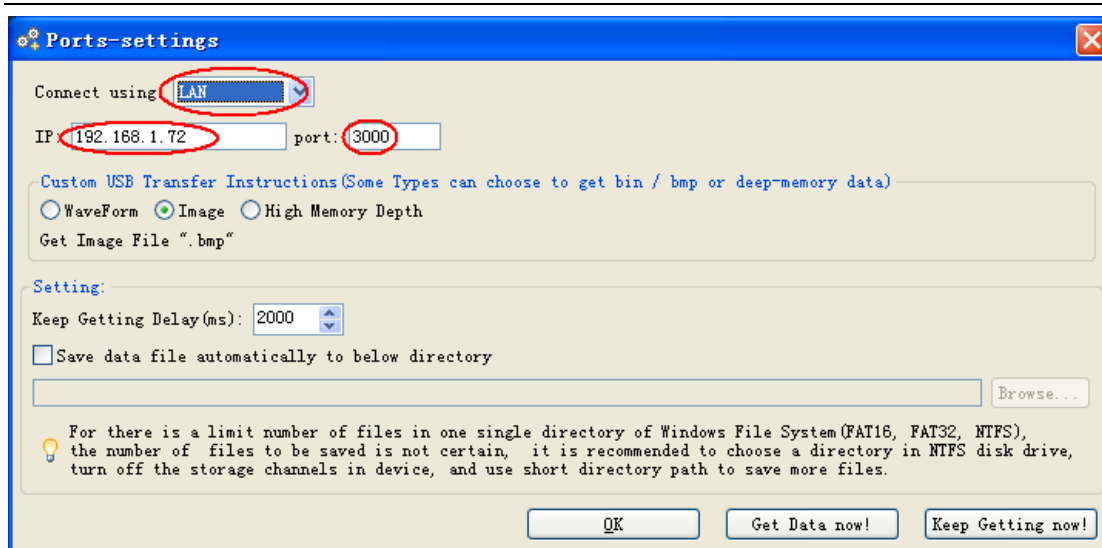 Ports-settings
Connect using: LAN
IP: 192.168.1.72 port: 3000
Custom USB Transfer Instructions(Some Types can choose to get bin / bmp or deep-memory data)
WaveForm Image High Memory Depth
Get Image File ".bmp"
Setting:
Keep Getting Delay(ms): 2000
Save data file automatically to below directory
Browse...
For there is a limit number of files in one single directory of Windows File System(FAT16, FAT32, NTFS),
the number of files to be saved is not certain, it is recommended to choose a directory in NTFS disk drive,
turn off the storage channels in device, and use short directory path to save more files.
OK Get Data now! Keep Getting now!